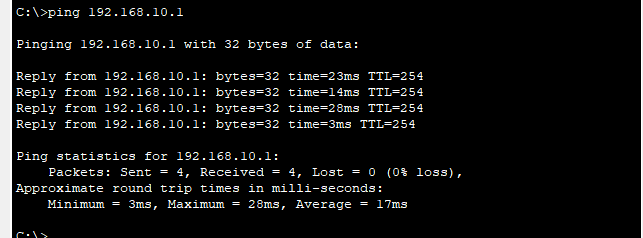 C:\>ping 192.168.10.1
Pinging 192.168.10.1 with 32 bytes of data:
Reply from 192.168.10.1: bytes=32 time=23ms TTL=254
Reply from 192.168.10.1: bytes=32 time=14ms TTL=254
Reply from 192.168.10.1: bytes=32 time=28ms TTL=254
Reply from 192.168.10.1: bytes=32 time=3ms TTL=254
Ping statistics for 192.168.10.1:
Packets: Sent = 4, Received = 4, Lost = 0 (0% loss),
Approximate round trip times in milli-seconds:
Minimum = 3ms, Maximum = 28ms, Average = 17ms
C:\>